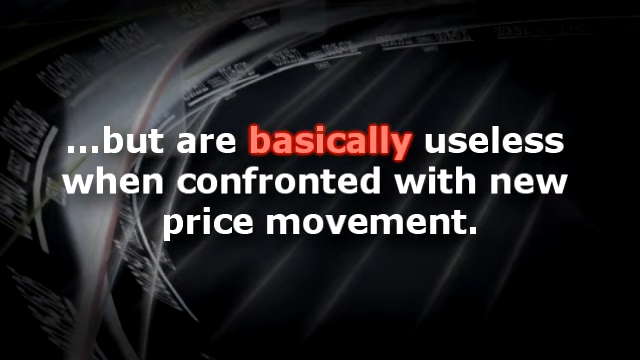 ...but are basically useless
when confronted with new
price movement.